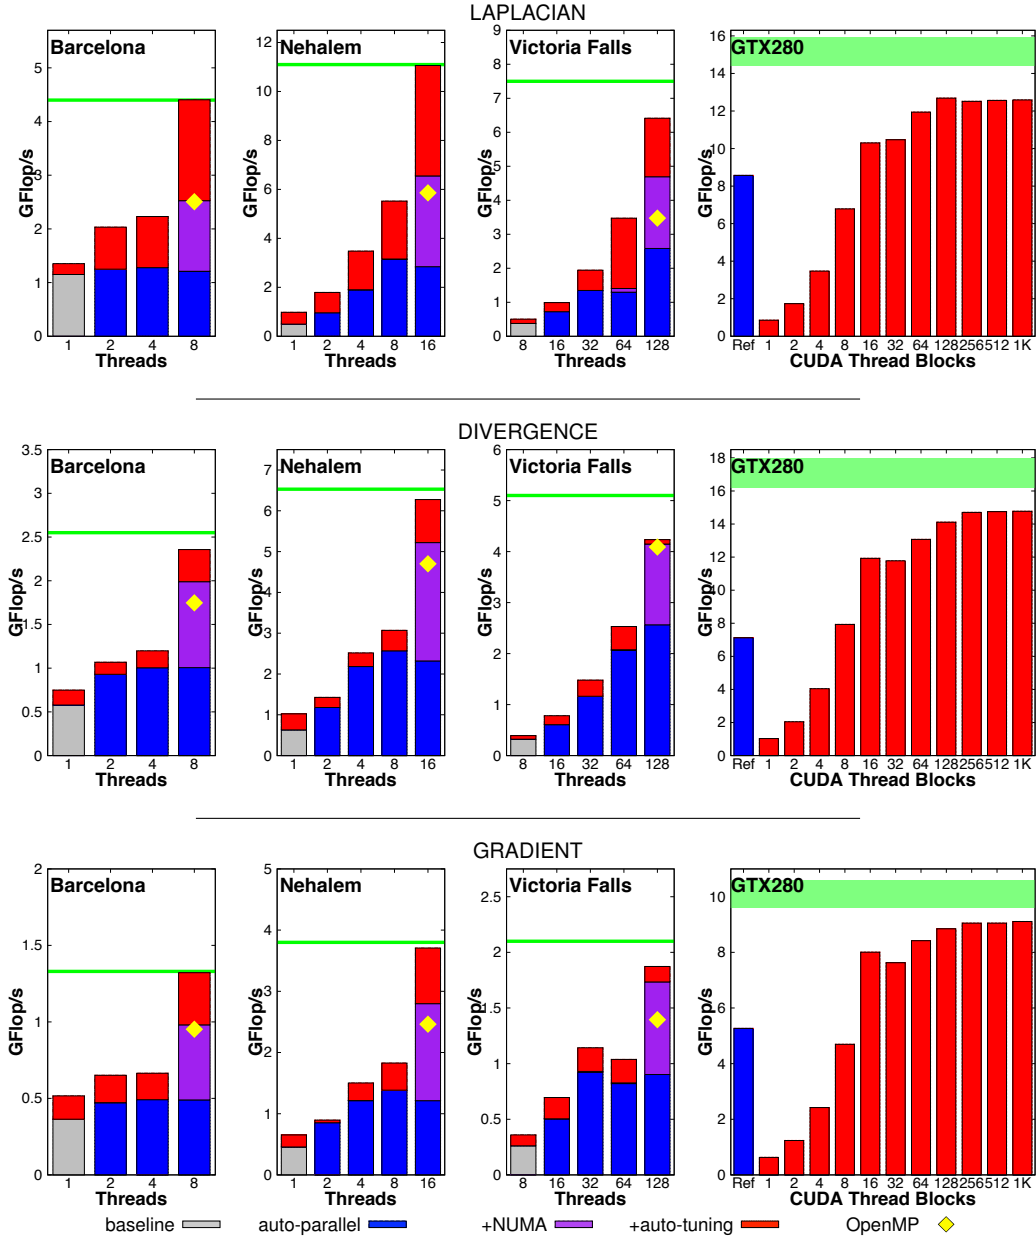 LAPLACIAN
Barcelona
GFlop/s
5
4
3
2
1
0
1 2 4 8
Threads
Nehalem
GFlop/s
12
10
8
6
4
2
0
1 2 4 8 16
Threads
Victoria Falls
GFlop/s
9
8
7
6
5
4
3
2
1
0
8 16 32 64 128
Threads
GTX280
GFlop/s
16
14
12
10
8
6
4
2
0
Ref 1 2 4 8 16 32 64 128 256 512 1K
CUDA Thread Blocks
DIVERGENCE
Barcelona
GFlop/s
3.5
3
2.5
2
1.5
1
0.5
0
1 2 4 8
Threads
Nehalem
GFlop/s
7
6
5
4
3
2
1
0
1 2 4 8 16
Threads
Victoria Falls
GFlop/s
6
5
4
3
2
1
0
8 16 32 64 128
Threads
GTX280
GFlop/s
18
16
14
12
10
8
6
4
2
0
Ref 1 2 4 8 16 32 64 128 256 512 1K
CUDA Thread Blocks
GRADIENT
Barcelona
GFlop/s
2
1.5
1
0.5
0
1 2 4 8
Threads
Nehalem
GFlop/s
5
4
3
2
1
0
1 2 4 8 16
Threads
Victoria Falls
GFlop/s
2.5
2
1.5
1
0.5
0
8 16 32 64 128
Threads
GTX280
GFlop/s
10
8
6
4
2
0
Ref 1 2 4 8 16 32 64 128 256 512 1K
CUDA Thread Blocks
baseline auto-parallel +NUMA +auto-tuning OpenMP